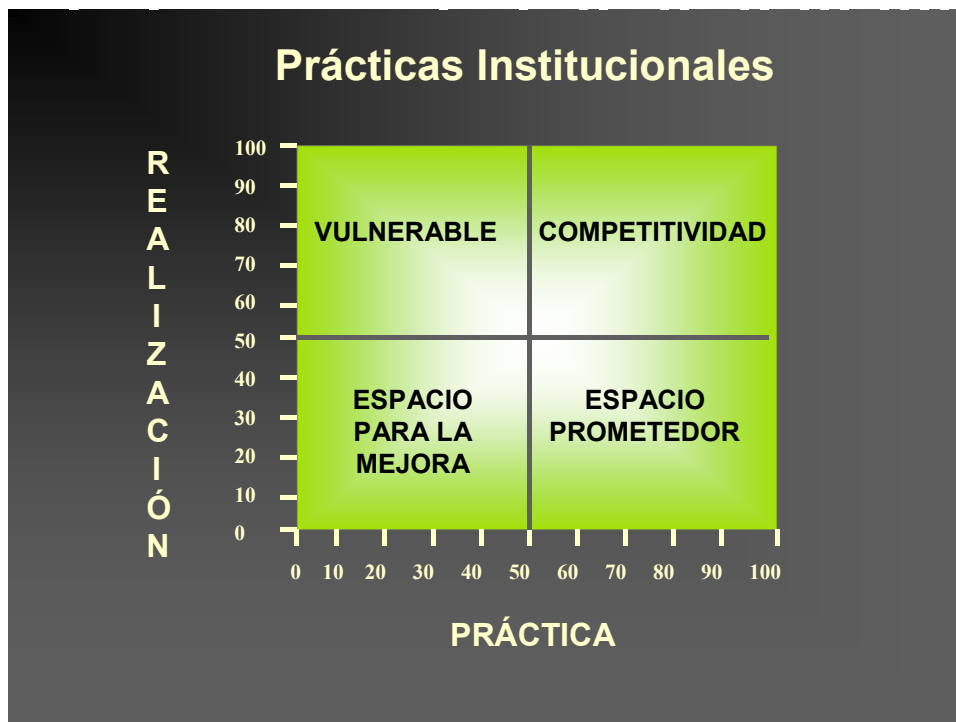 Prácticas Institucionales
REALIZACIÓN
100
90
80
70
60
50
40
30
20
10
0
VULNERABLE
COMPETITIVIDAD
ESPACIO
PARA LA
MEJORA
ESPACIO
PROMETEDOR
0 10 20 30 40 50 60 70 80 90 100
PRÁCTICA